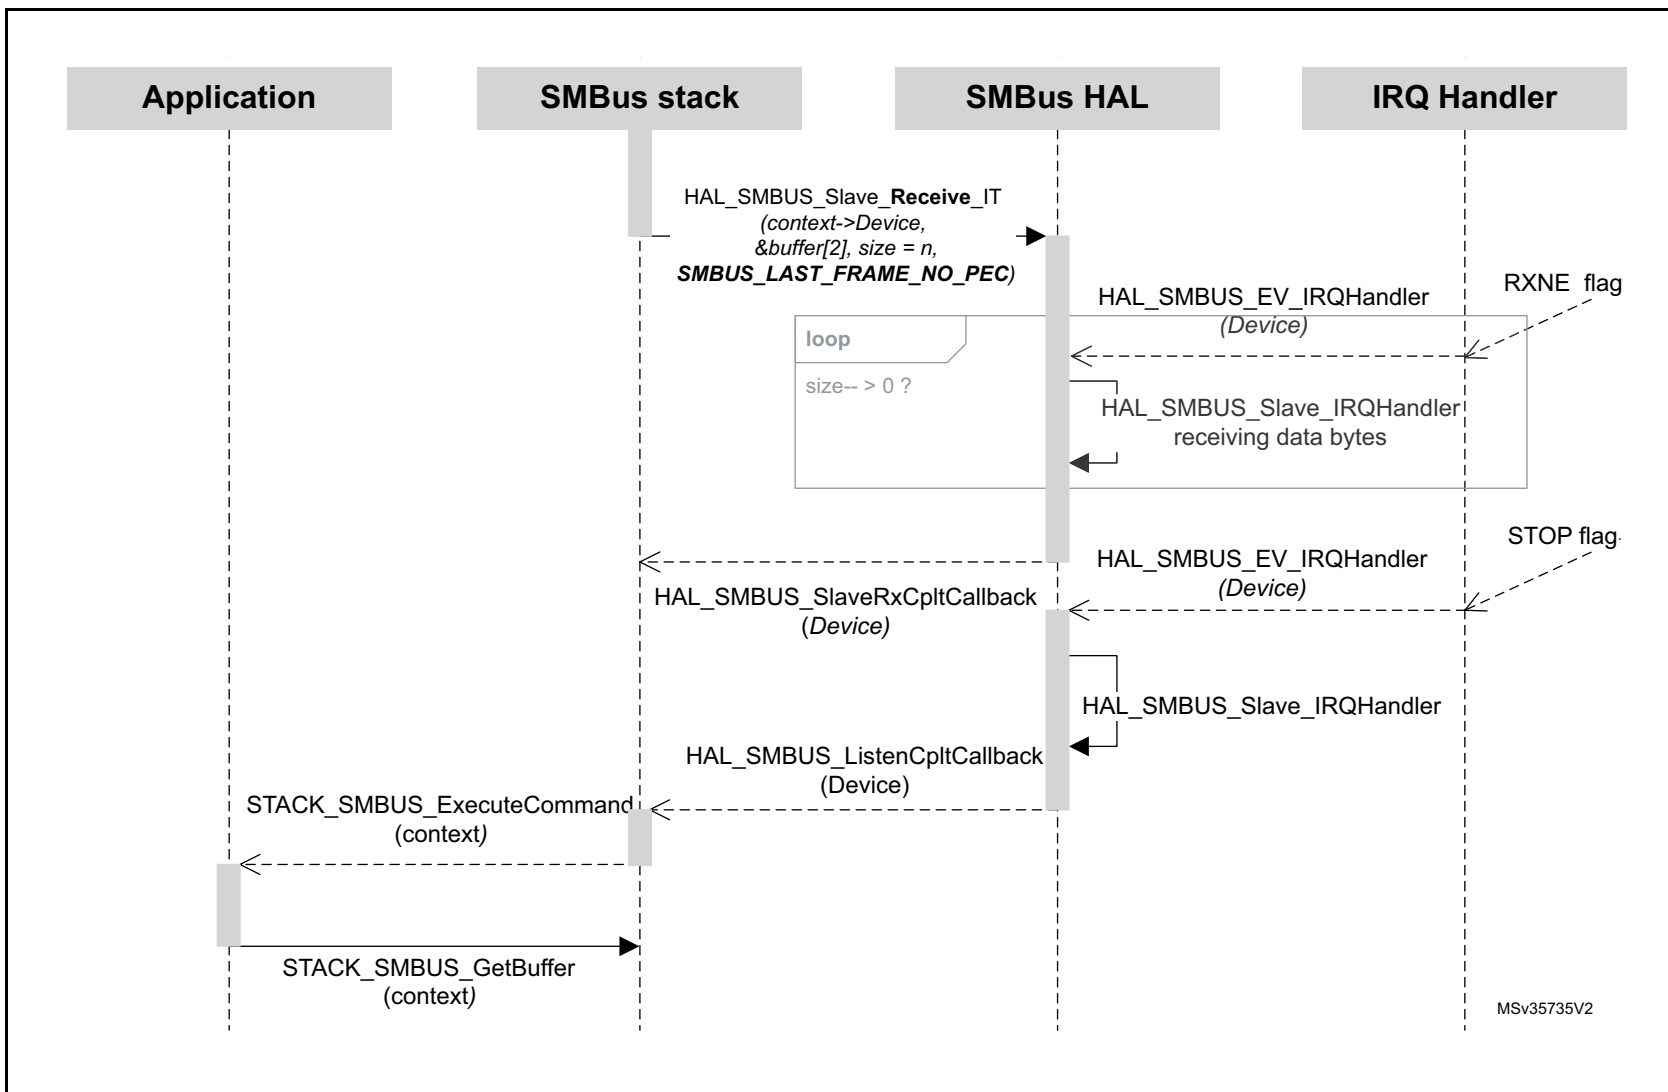 Application
SMBus stack
SMBus HAL
IRQ Handler
HAL_SMBUS_Slave_Receive_IT
(context->Device,
&buffer[2], size = n,
SMBUS_LAST_FRAME_NO_PEC)
RXNE flag
HAL_SMBUS_EV_IRQHandler
(Device)
loop
size-- > 0 ?
HAL_SMBUS_Slave_IRQHandler
receiving data bytes
STOP flag
HAL_SMBUS_EV_IRQHandler
(Device)
HAL_SMBUS_SlaveRxCpltCallback
(Device)
HAL_SMBUS_Slave_IRQHandler
HAL_SMBUS_ListenCpltCallback
(Device)
STACK_SMBUS_ExecuteCommand
(context)
STACK_SMBUS_GetBuffer
(context)
MSv35735V2